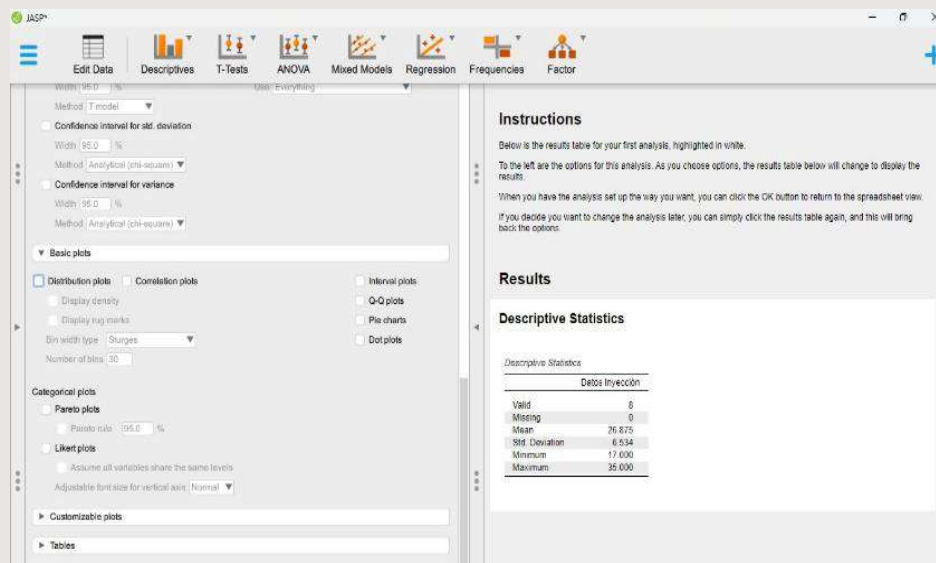 JASP*
Edit Data
Descriptives
T-Tests
ANOVA
Mixed Models
Regression
Frequencies
Factor
Width 95.0 %
Use Everything
Method T model
Confidence interval for std. deviation
Width 95.0 %
Method Analytical (chi-square)
Confidence interval for variance
Width 95.0 %
Method Analytical (chi-square)
Basic plots
Distribution plots Correlation plots Interval plots
Display density Q-Q plots
Display rug marks Pie charts
Bin width type Sturges Dot plots
Number of bins 30
Categorical plots
Pareto plots
Pareto rule 95.0 %
Likert plots
Assume all variables share the same levels
Adjustable font size for vertical axis Normal
Customizable plots
Tables
Instructions
Below is the results table for your first analysis, highlighted in white.
To the left are the options for this analysis. As you choose options, the results table below will change to display the
results.
When you have the analysis set up the way you want, you can click the OK button to return to the spreadsheet view.
If you decide you want to change the analysis later, you can simply click the results table again, and this will bring
back the options.
Results
Descriptive Statistics
Descriptive Statistics
Datos Inyección
Valid 8
Missing 0
Mean 26.875
Std. Deviation 6.534
Minimum 17.000
Maximum 35.000